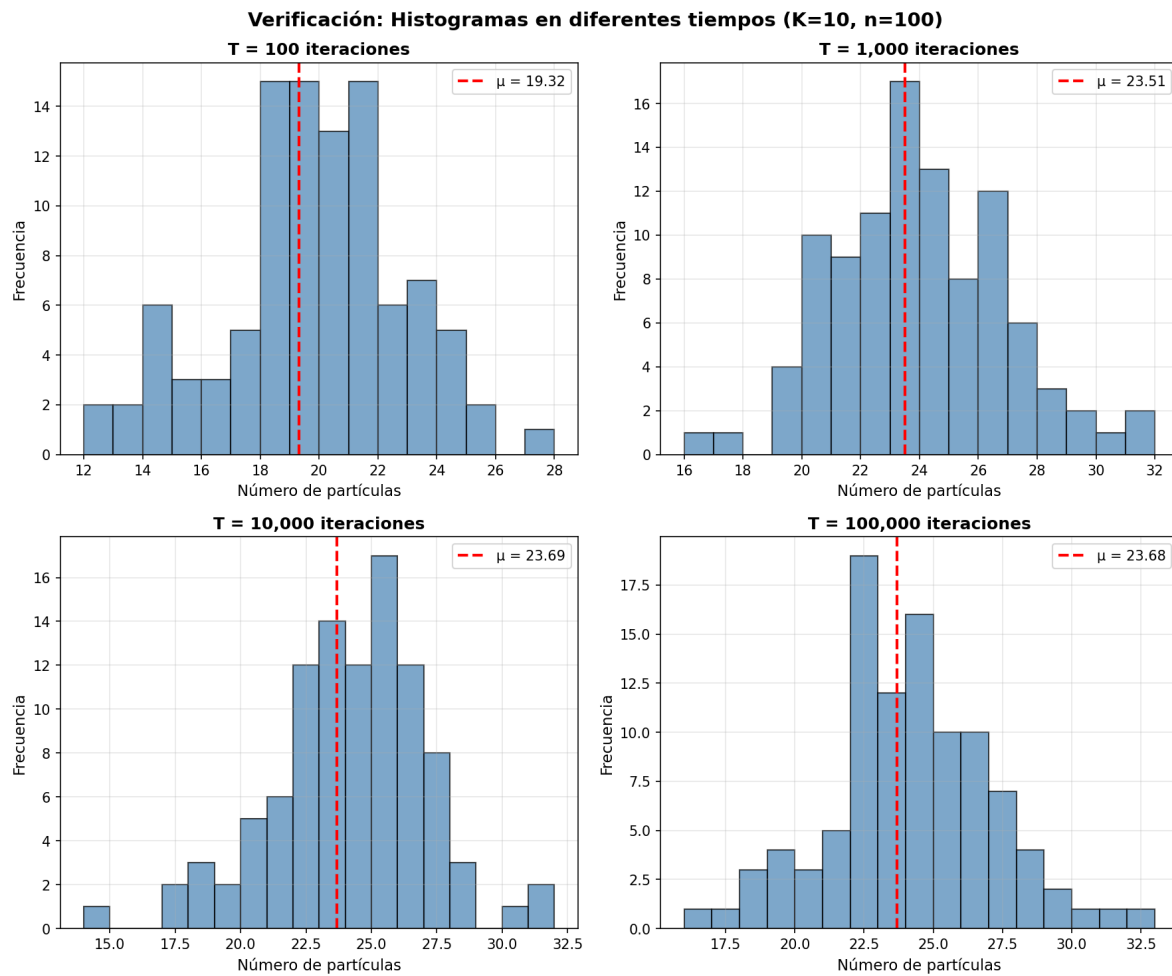 Verificación: Histogramas en diferentes tiempos (K=10, n=100)
T = 100 iteraciones
μ = 19.32
Frecuencia
14
12
10
8
6
4
2
0
12 14 16 18 20 22 24 26 28
Número de partículas
T = 1,000 iteraciones
μ = 23.51
Frecuencia
16
14
12
10
8
6
4
2
0
16 18 20 22 24 26 28 30 32
Número de partículas
T = 10,000 iteraciones
μ = 23.69
Frecuencia
16
14
12
10
8
6
4
2
0
15.0 17.5 20.0 22.5 25.0 27.5 30.0 32.5
Número de partículas
T = 100,000 iteraciones
μ = 23.68
Frecuencia
17.5
15.0
12.5
10.0
7.5
5.0
2.5
0.0
17.5 20.0 22.5 25.0 27.5 30.0 32.5
Número de partículas